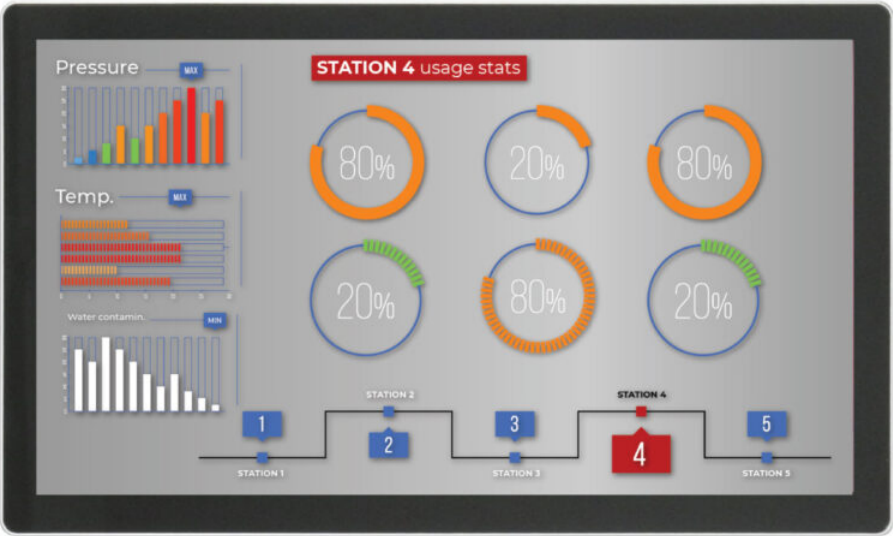 Pressure
MAX
STATION 4 usage stats
80%
20%
80%
Temp.
MAX
20%
80%
20%
Water contamin.
MIN
STATION 2
STATION 4
1
2
3
4
5
STATION 1
STATION 3
STATION 5